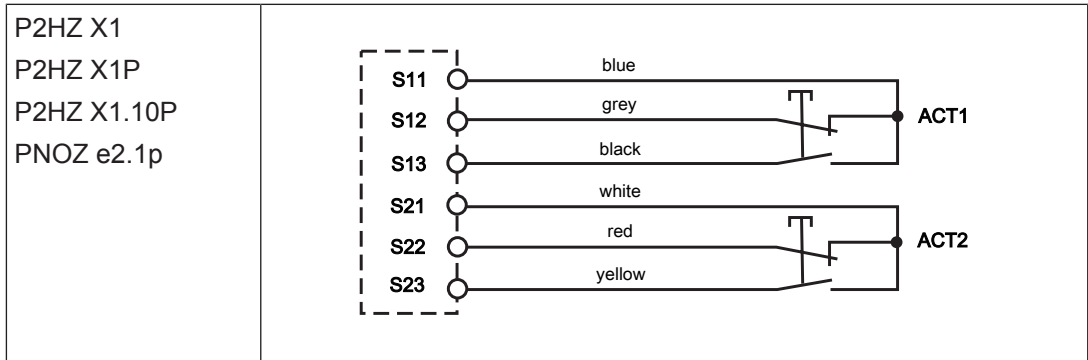 P2HZ X1
P2HZ X1P
P2HZ X1.10P
PNOZ e2.1p
S11 blue
S12 grey ACT1
S13 black
S21 white
S22 red ACT2
S23 yellow